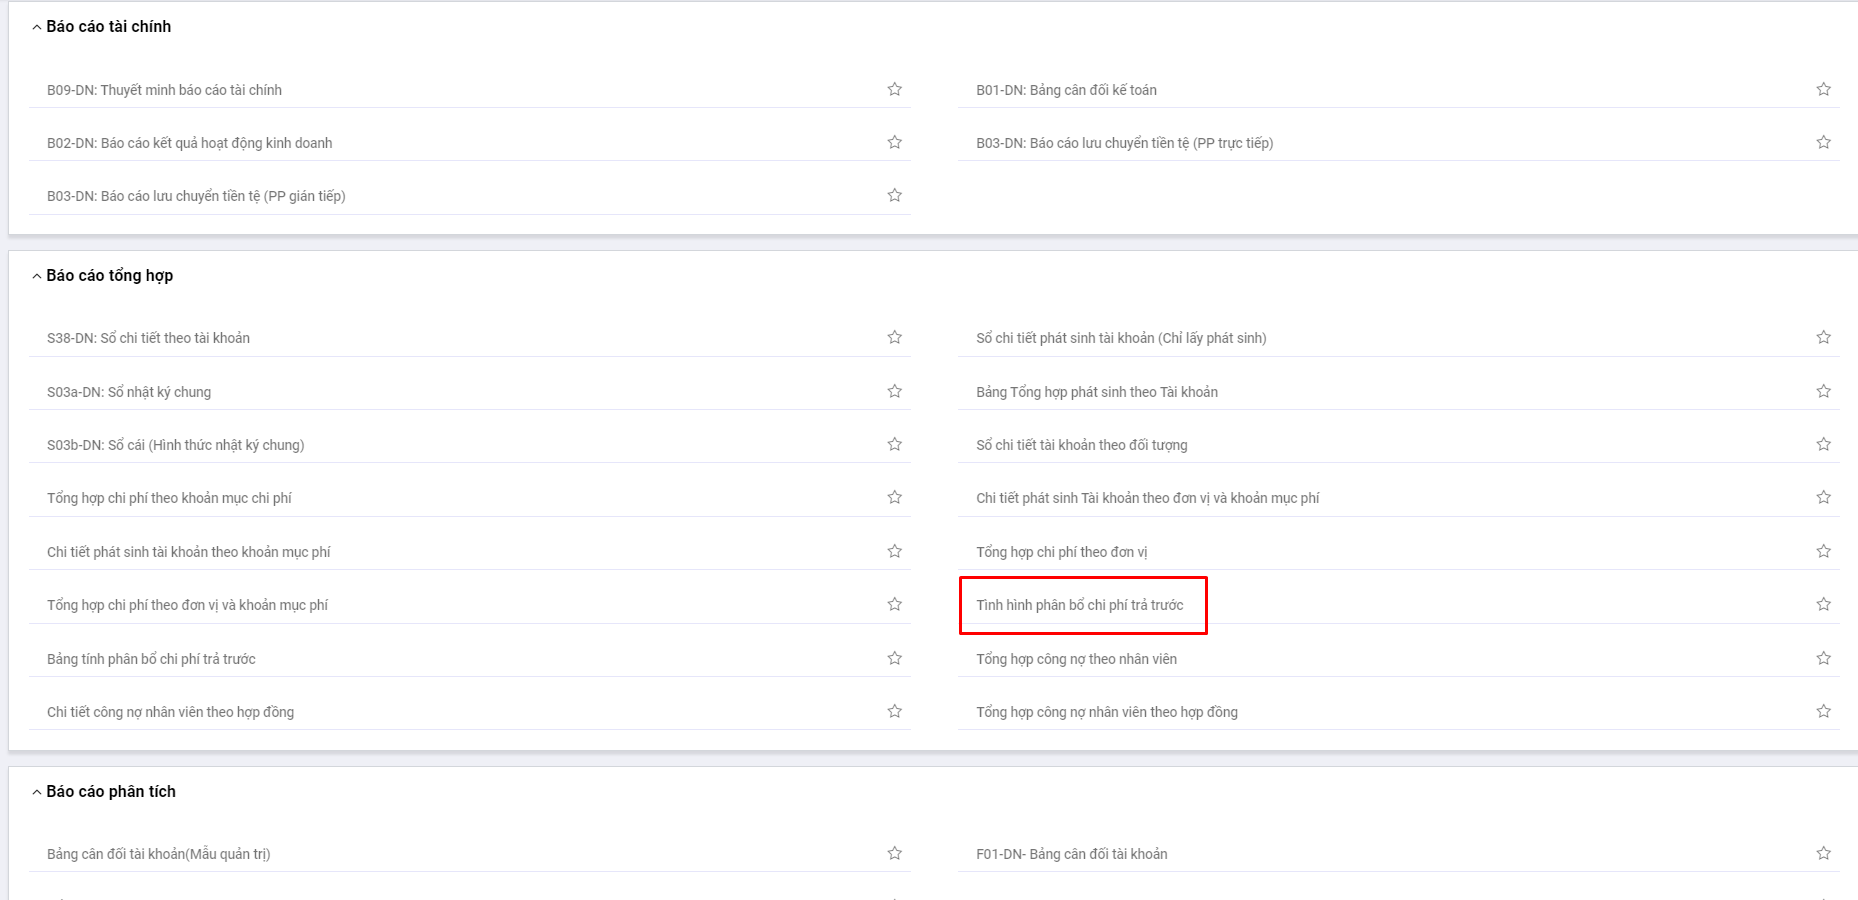 Báo cáo tài chính
B09-DN: Thuyết minh báo cáo tài chính
B01-DN: Bảng cân đối kế toán
B02-DN: Báo cáo kết quả hoạt động kinh doanh
B03-DN: Báo cáo lưu chuyển tiền tệ (PP trực tiếp)
B03-DN: Báo cáo lưu chuyển tiền tệ (PP gián tiếp)
Báo cáo tổng hợp
S38-DN: Sổ chi tiết theo tài khoản
Sổ chi tiết phát sinh tài khoản (Chỉ lấy phát sinh)
S03a-DN: Sổ nhật ký chung
Bảng Tổng hợp phát sinh theo Tài khoản
S03b-DN: Sổ cái (Hình thức nhật ký chung)
Sổ chi tiết tài khoản theo đối tượng
Tổng hợp chi phí theo khoản mục chi phí
Chi tiết phát sinh Tài khoản theo đơn vị và khoản mục phí
Chi tiết phát sinh tài khoản theo khoản mục phí
Tổng hợp chi phí theo đơn vị
Tổng hợp chi phí theo đơn vị và khoản mục phí
Tình hình phân bổ chi phí trả trước
Bảng tính phân bổ chi phí trả trước
Tổng hợp công nợ theo nhân viên
Chi tiết công nợ nhân viên theo hợp đồng
Tổng hợp công nợ nhân viên theo hợp đồng
Báo cáo phân tích
Bảng cân đối tài khoản(Mẫu quản trị)
F01-DN- Bảng cân đối tài khoản